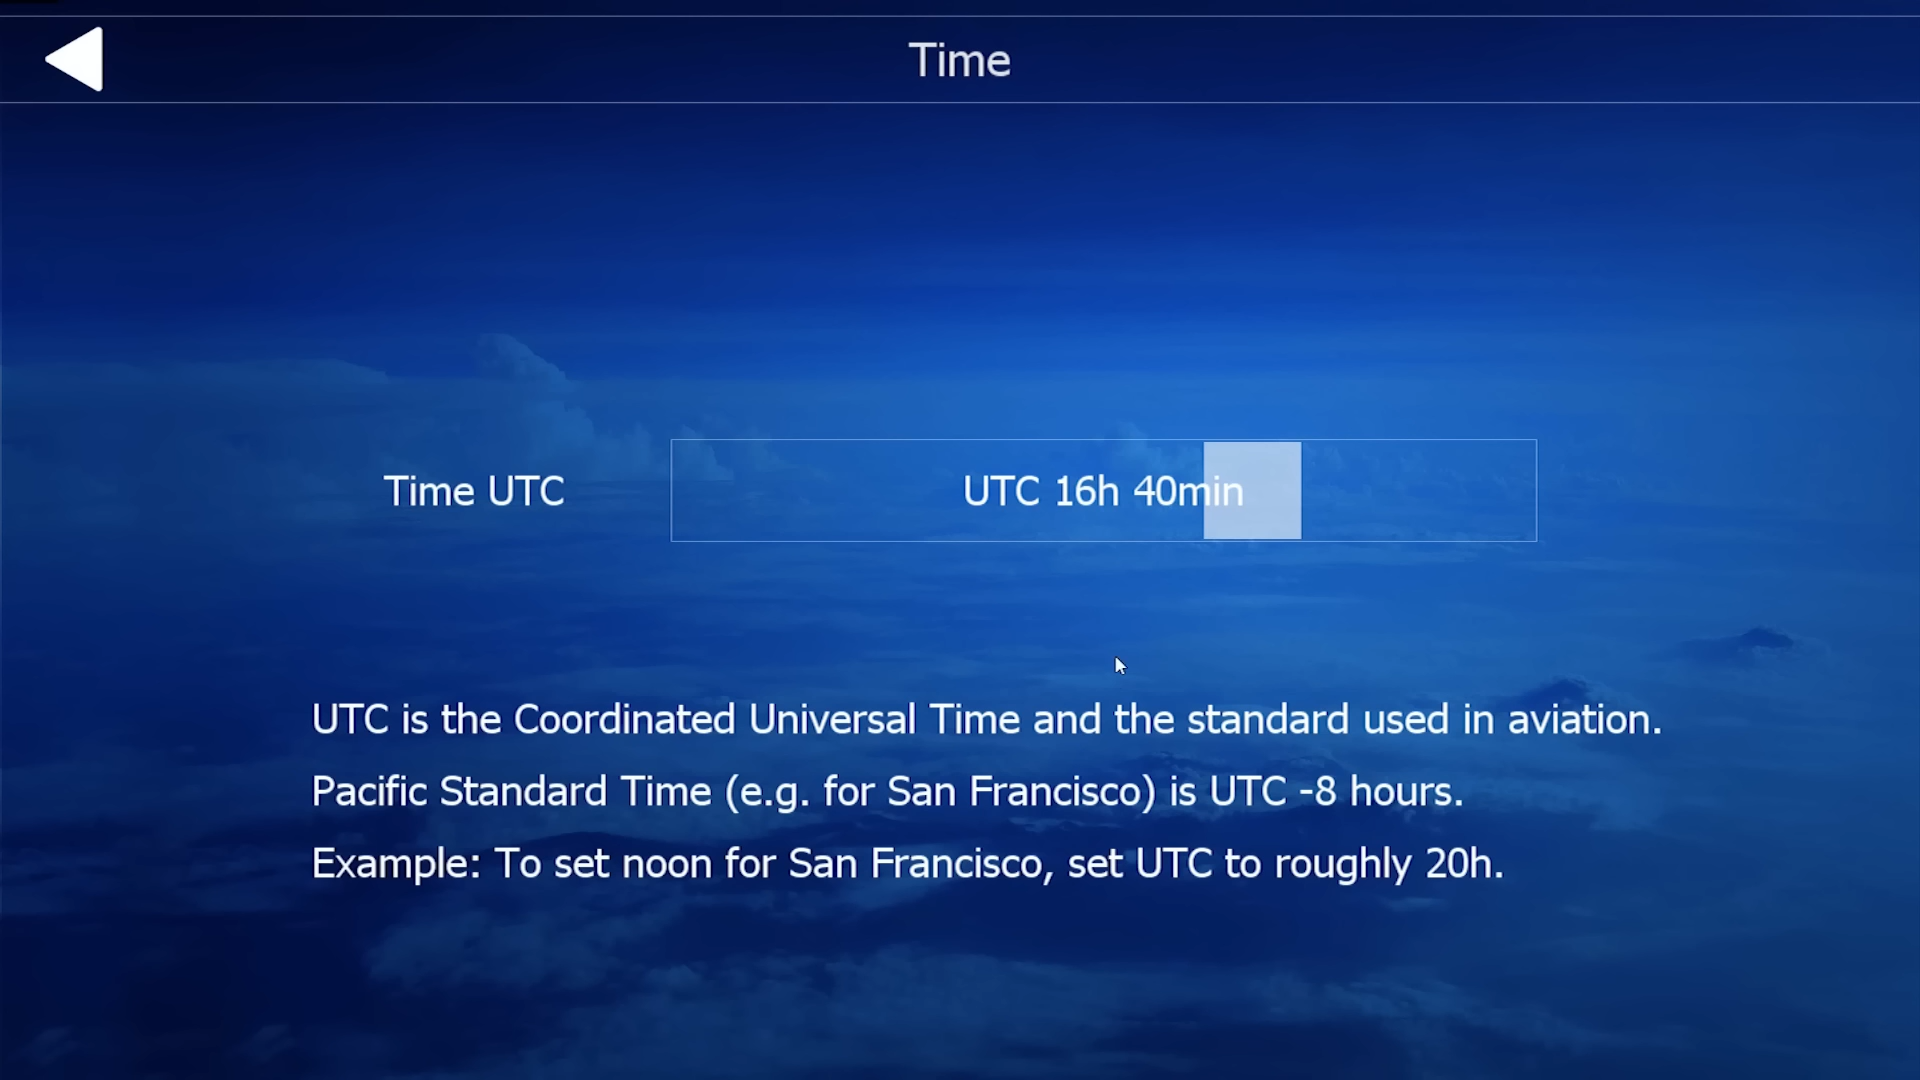 Time
Time UTC
UTC 16h 40min
UTC is the Coordinated Universal Time and the standard used in aviation.
Pacific Standard Time (e.g. for San Francisco) is UTC -8 hours.
Example: To set noon for San Francisco, set UTC to roughly 20h.